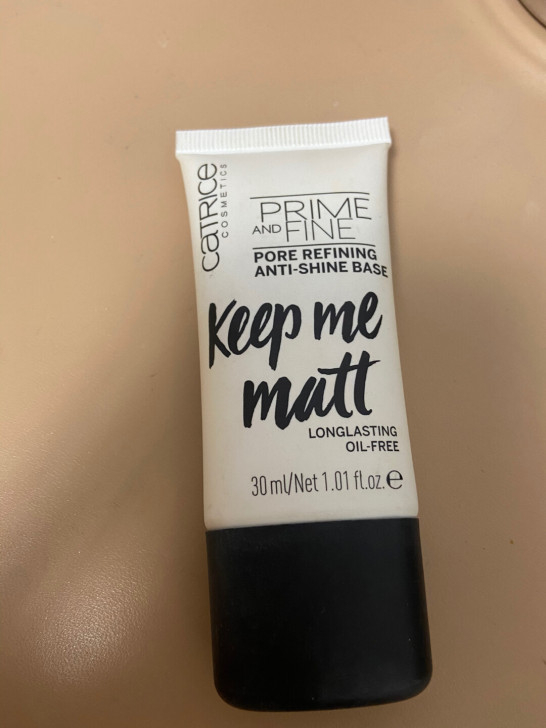 CATRICE
COSMETICS
PRIME
AND FINE
PORE REFINING
ANTI-SHINE BASE
Keep me
matt
LONGLASTING
OIL-FREE
30 ml/Net 1.01 fl.oz.℮